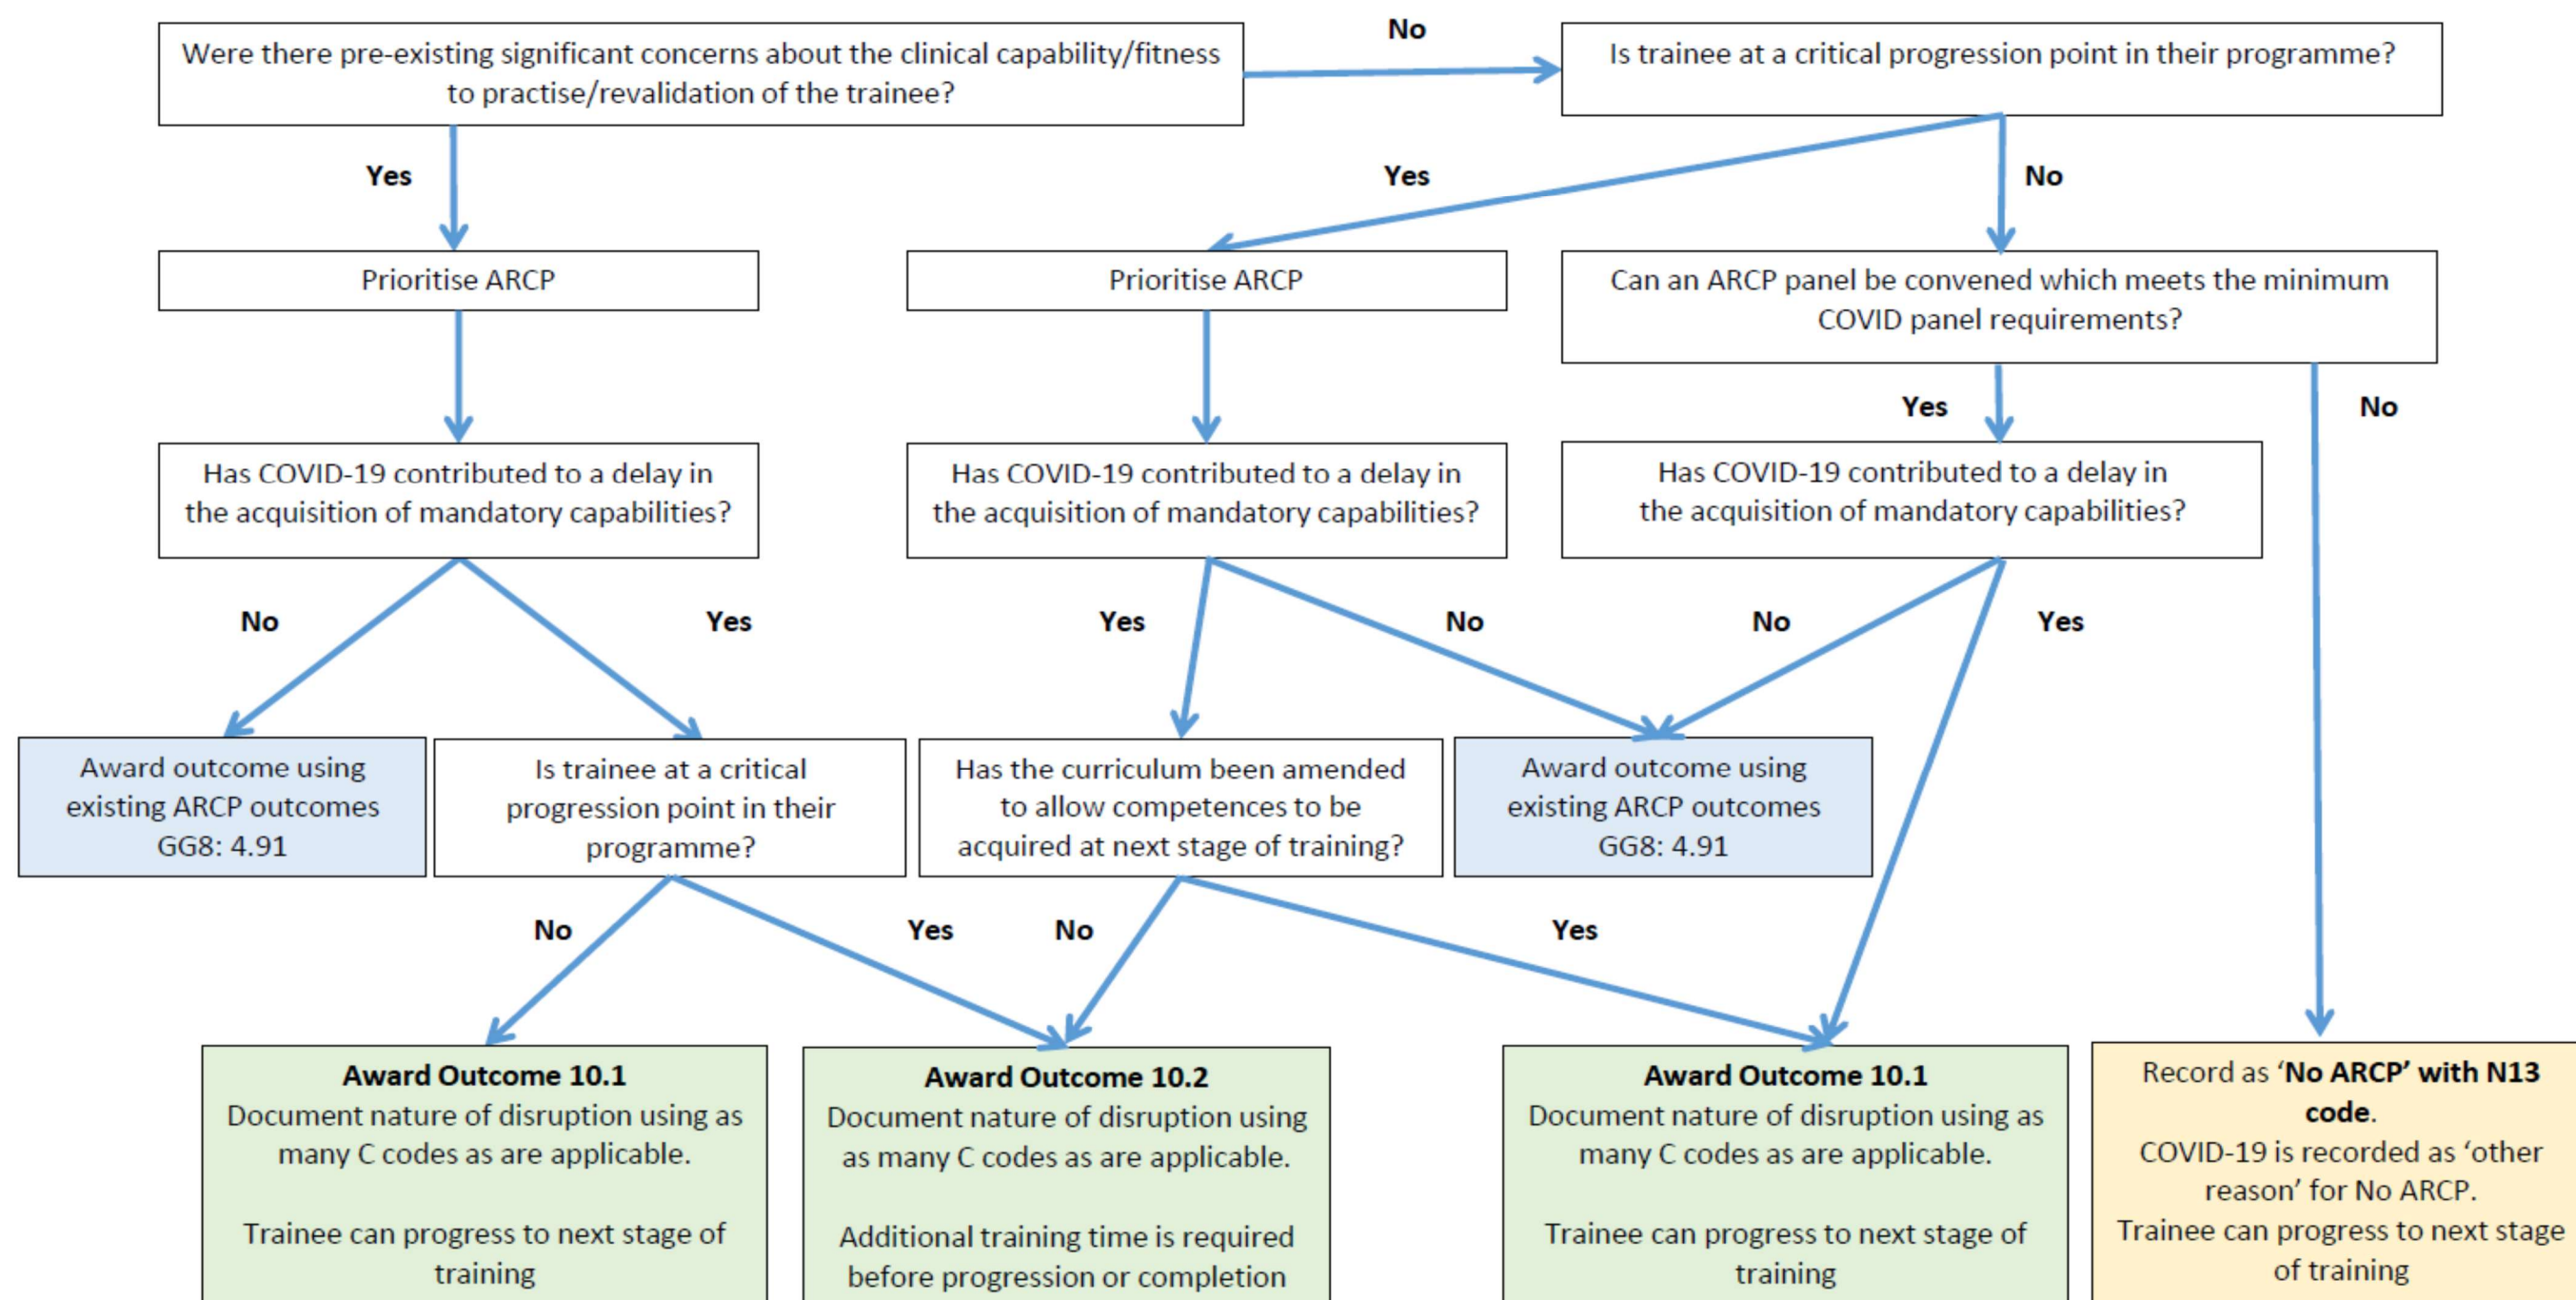 Were there pre-existing significant concerns about the clinical capability/fitness
to practise/revalidation of the trainee?
No
Is trainee at a critical progression point in their programme?
Yes
Yes
No
Prioritise ARCP
Prioritise ARCP
Can an ARCP panel be convened which meets the minimum
COVID panel requirements?
Yes
No
Has COVID-19 contributed to a delay in
the acquisition of mandatory capabilities?
Has COVID-19 contributed to a delay in
the acquisition of mandatory capabilities?
Has COVID-19 contributed to a delay in
the acquisition of mandatory capabilities?
No
Yes
Yes
No
No
Yes
Award outcome using
existing ARCP outcomes
GG8: 4.91
Is trainee at a critical
progression point in their
programme?
Has the curriculum been amended
to allow competences to be
acquired at next stage of training?
Award outcome using
existing ARCP outcomes
GG8: 4.91
No
Yes
No
Yes
Award Outcome 10.1
Document nature of disruption using as
many C codes as are applicable.
Trainee can progress to next stage of
training
Award Outcome 10.2
Document nature of disruption using
as many C codes as are applicable.
Additional training time is required
before progression or completion
Award Outcome 10.1
Document nature of disruption using as
many C codes as are applicable.
Trainee can progress to next stage of
training
Record as ‘No ARCP’ with N13
code.
COVID-19 is recorded as ‘other
reason’ for No ARCP.
Trainee can progress to next stage
of training